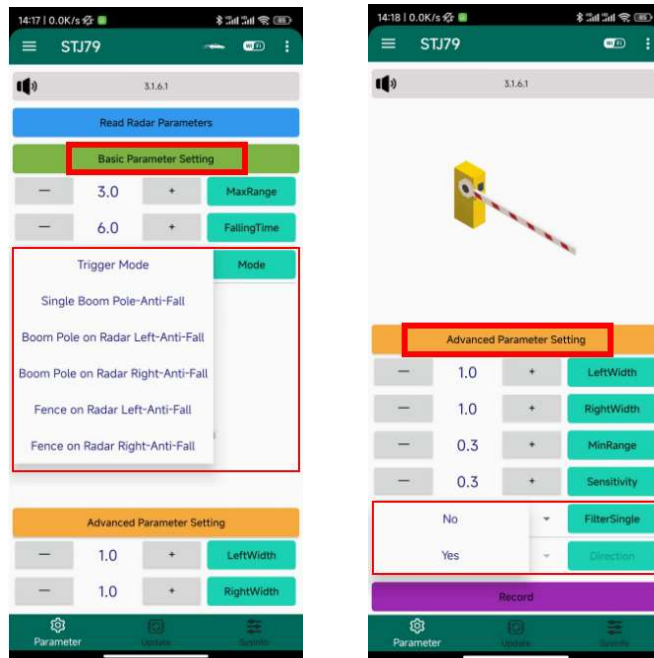 14:17 | 0.0K/s
STJ79
WiFi
3.1.6.1
Read Radar Parameters
Basic Parameter Setting
— 3.0 + MaxRange
— 6.0 + FallingTime
Trigger Mode Mode
Single Boom Pole-Anti-Fall
Boom Pole on Radar Left-Anti-Fall
Boom Pole on Radar Right-Anti-Fall
Fence on Radar Left-Anti-Fall
Fence on Radar Right-Anti-Fall
Advanced Parameter Setting
— 1.0 + LeftWidth
— 1.0 + RightWidth
Parameter Update SysInfo
14:18 | 0.0K/s
STJ79
WiFi
3.1.6.1
Advanced Parameter Setting
— 1.0 + LeftWidth
— 1.0 + RightWidth
— 0.3 + MinRange
— 0.3 + Sensitivity
No FilterSingle
Yes Direction
Record
Parameter Update SysInfo